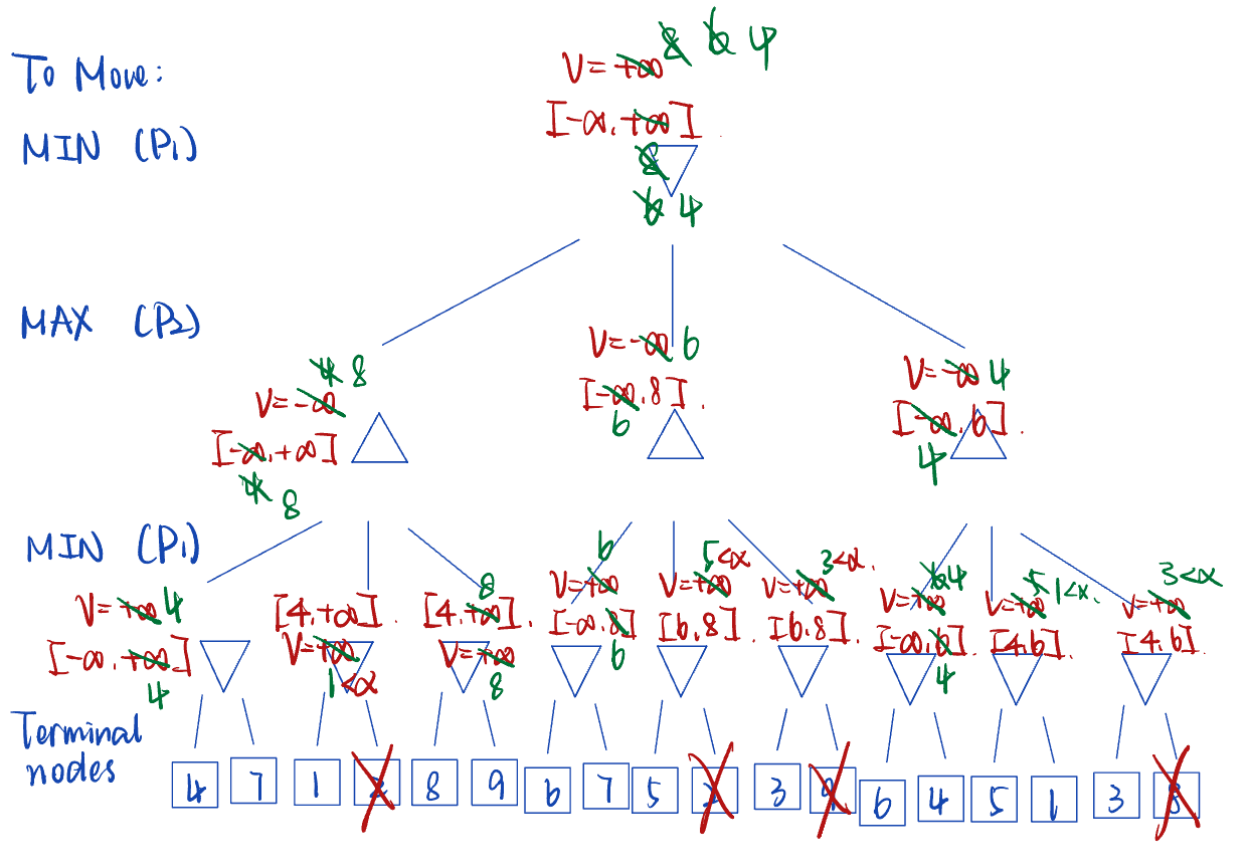 8 6 4
To Move:
V = +∞
[-∞, +∞]
MIN (P1)
8
6 4
MAX (P2)
V = -∞ 6
4 8
V = -∞ 4
V = -∞
[-∞, 8]
[-∞, 6]
6
[-∞, +∞]
4
4 8
MIN (P1)
6
5 < α
3 < α
3 < α
8
6 4
5 1 < α
V = +∞ 4
[4, +∞]
[4, +∞]
V = +∞
V = +∞
V = +∞
V = +∞
V = +∞
V = +∞
[-∞, +∞]
V = +∞
V = +∞
[-∞, 8]
[6, 8]
[6, 8]
[-∞, 6]
[4, 6]
[4, 6]
4
1 < α
8
6
4
Terminal
nodes
4 7 1 2 8 9 6 7 5 3 9 6 4 5 1 3